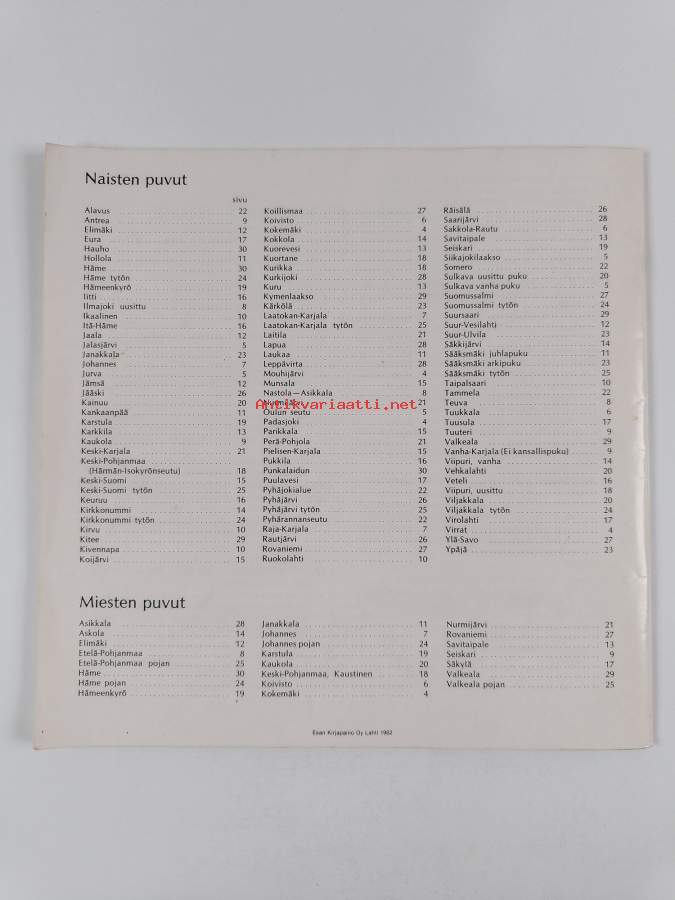 Naisten puvut
sivu
Alavus 22
Antrea 9
Elimäki 12
Eura 17
Hauho 30
Hollola 11
Häme 30
Häme tytön 24
Hämeenkyrö 19
Iitti 16
Ilmajoki uusittu 8
Ikaalinen 10
Itä-Häme 16
Jaala 12
Jalasjärvi 5
Janakkala 23
Johannes 7
Jurva 5
Jämsä 12
Jääski 26
Kainuu 20
Kankaanpää 11
Karstula 19
Karkkila 13
Kaukola 9
Keski-Karjala 21
Keski-Pohjanmaa
(Härmän-Isokyrönseutu) 18
Keski-Suomi 15
Keski-Suomi tytön 25
Keuruu 16
Kirkkonummi 14
Kirkkonummi tytön 24
Kirvu 10
Kitee 29
Kivennapa 10
Koijärvi 15
Koillismaa 27
Koivisto 6
Kokemäki 4
Kokkola 14
Kuorevesi 13
Kuortane 18
Kurikka 18
Kurkijoki 28
Kuru 13
Kymenlaakso 29
Kärkölä 23
Laatokan-Karjala 7
Laatokan-Karjala tytön 25
Laitila 21
Lapua 28
Laukaa 11
Leppävirta 28
Mouhijärvi 4
Munsala 15
Nastola—Asikkala 8
Nurmijärvi 21
Oulun seutu 5
Padasjoki 4
Parikkala 15
Perä-Pohjola 21
Pielisen-Karjala 15
Pukkila 16
Punkalaidun 30
Puulavesi 17
Pyhäjokialue 22
Pyhäjärvi 26
Pyhäjärvi tytön 25
Pyhärannanseutu 22
Raja-Karjala 7
Rautjärvi 26
Rovaniemi 27
Ruokolahti 10
Räisälä 26
Saarijärvi 28
Sakkola-Rautu 6
Savitaipale 13
Seiskari 19
Siikajokilaakso 5
Somero 22
Sulkava uusittu puku 20
Sulkava vanha puku 5
Suomussalmi 27
Suomussalmi tytön 24
Suursaari 29
Suur-Vesilahti 12
Suur-Ulvila 23
Säkkijärvi 14
Sääksmäki juhlapuku 11
Sääksmäki arkipuku 23
Sääksmäki tytön 25
Taipalsaari 10
Tammela 22
Teuva 8
Tuukkala 6
Tuusula 17
Tuuteri 9
Valkeala 29
Vanha-Karjala (Ei kansallispuku) 9
Viipuri, vanha 14
Vehkalahti 20
Veteli 16
Viipuri, uusittu 18
Viljakkala 20
Viljakkala tytön 24
Virolahti 17
Virrat 4
Ylä-Savo 27
Ypäjä 23
Antikvariaatti.net
Miesten puvut
Asikkala 28
Askola 14
Elimäki 12
Etelä-Pohjanmaa 8
Etelä-Pohjanmaa pojan 25
Häme 30
Häme pojan 24
Hämeenkyrö 19
Janakkala 11
Johannes 7
Johannes pojan 24
Karstula 19
Kaukola 20
Keski-Pohjanmaa, Kaustinen 18
Koivisto 6
Kokemäki 4
Nurmijärvi 21
Rovaniemi 27
Savitaipale 13
Seiskari 9
Säkylä 17
Valkeala 29
Valkeala pojan 25
Esan Kirjapaino Oy Lahti 1982